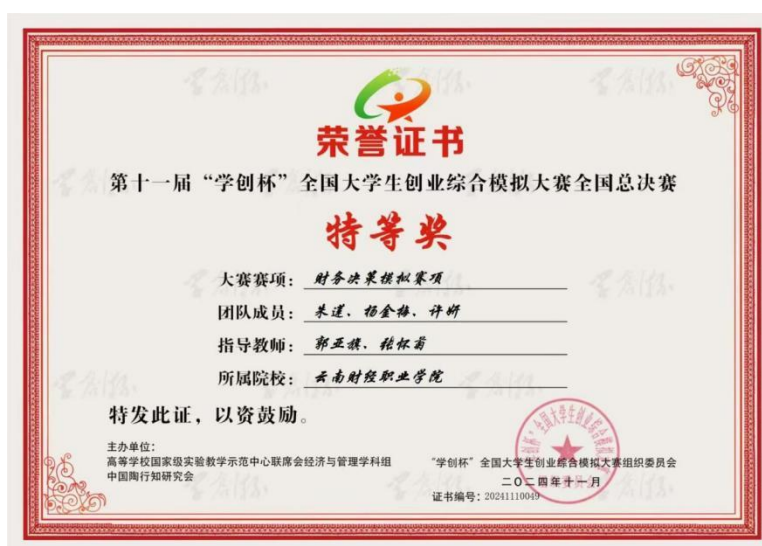 荣誉证书
第十一届“学创杯”全国大学生创业综合模拟大赛全国总决赛
特等奖
大赛赛项：财务决策模拟赛项
团队成员：朱道、杨金梅、许妍
指导教师：郭亚旗、张怀菊
所属院校：云南财经职业学院
特发此证，以资鼓励。
主办单位：
高等学校国家级实验教学示范中心联席会经济与管理学科组
中国陶行知研究会
“学创杯”全国大学生创业综合模拟大赛组织委员会
二〇二四年十一月
证书编号：20241110049